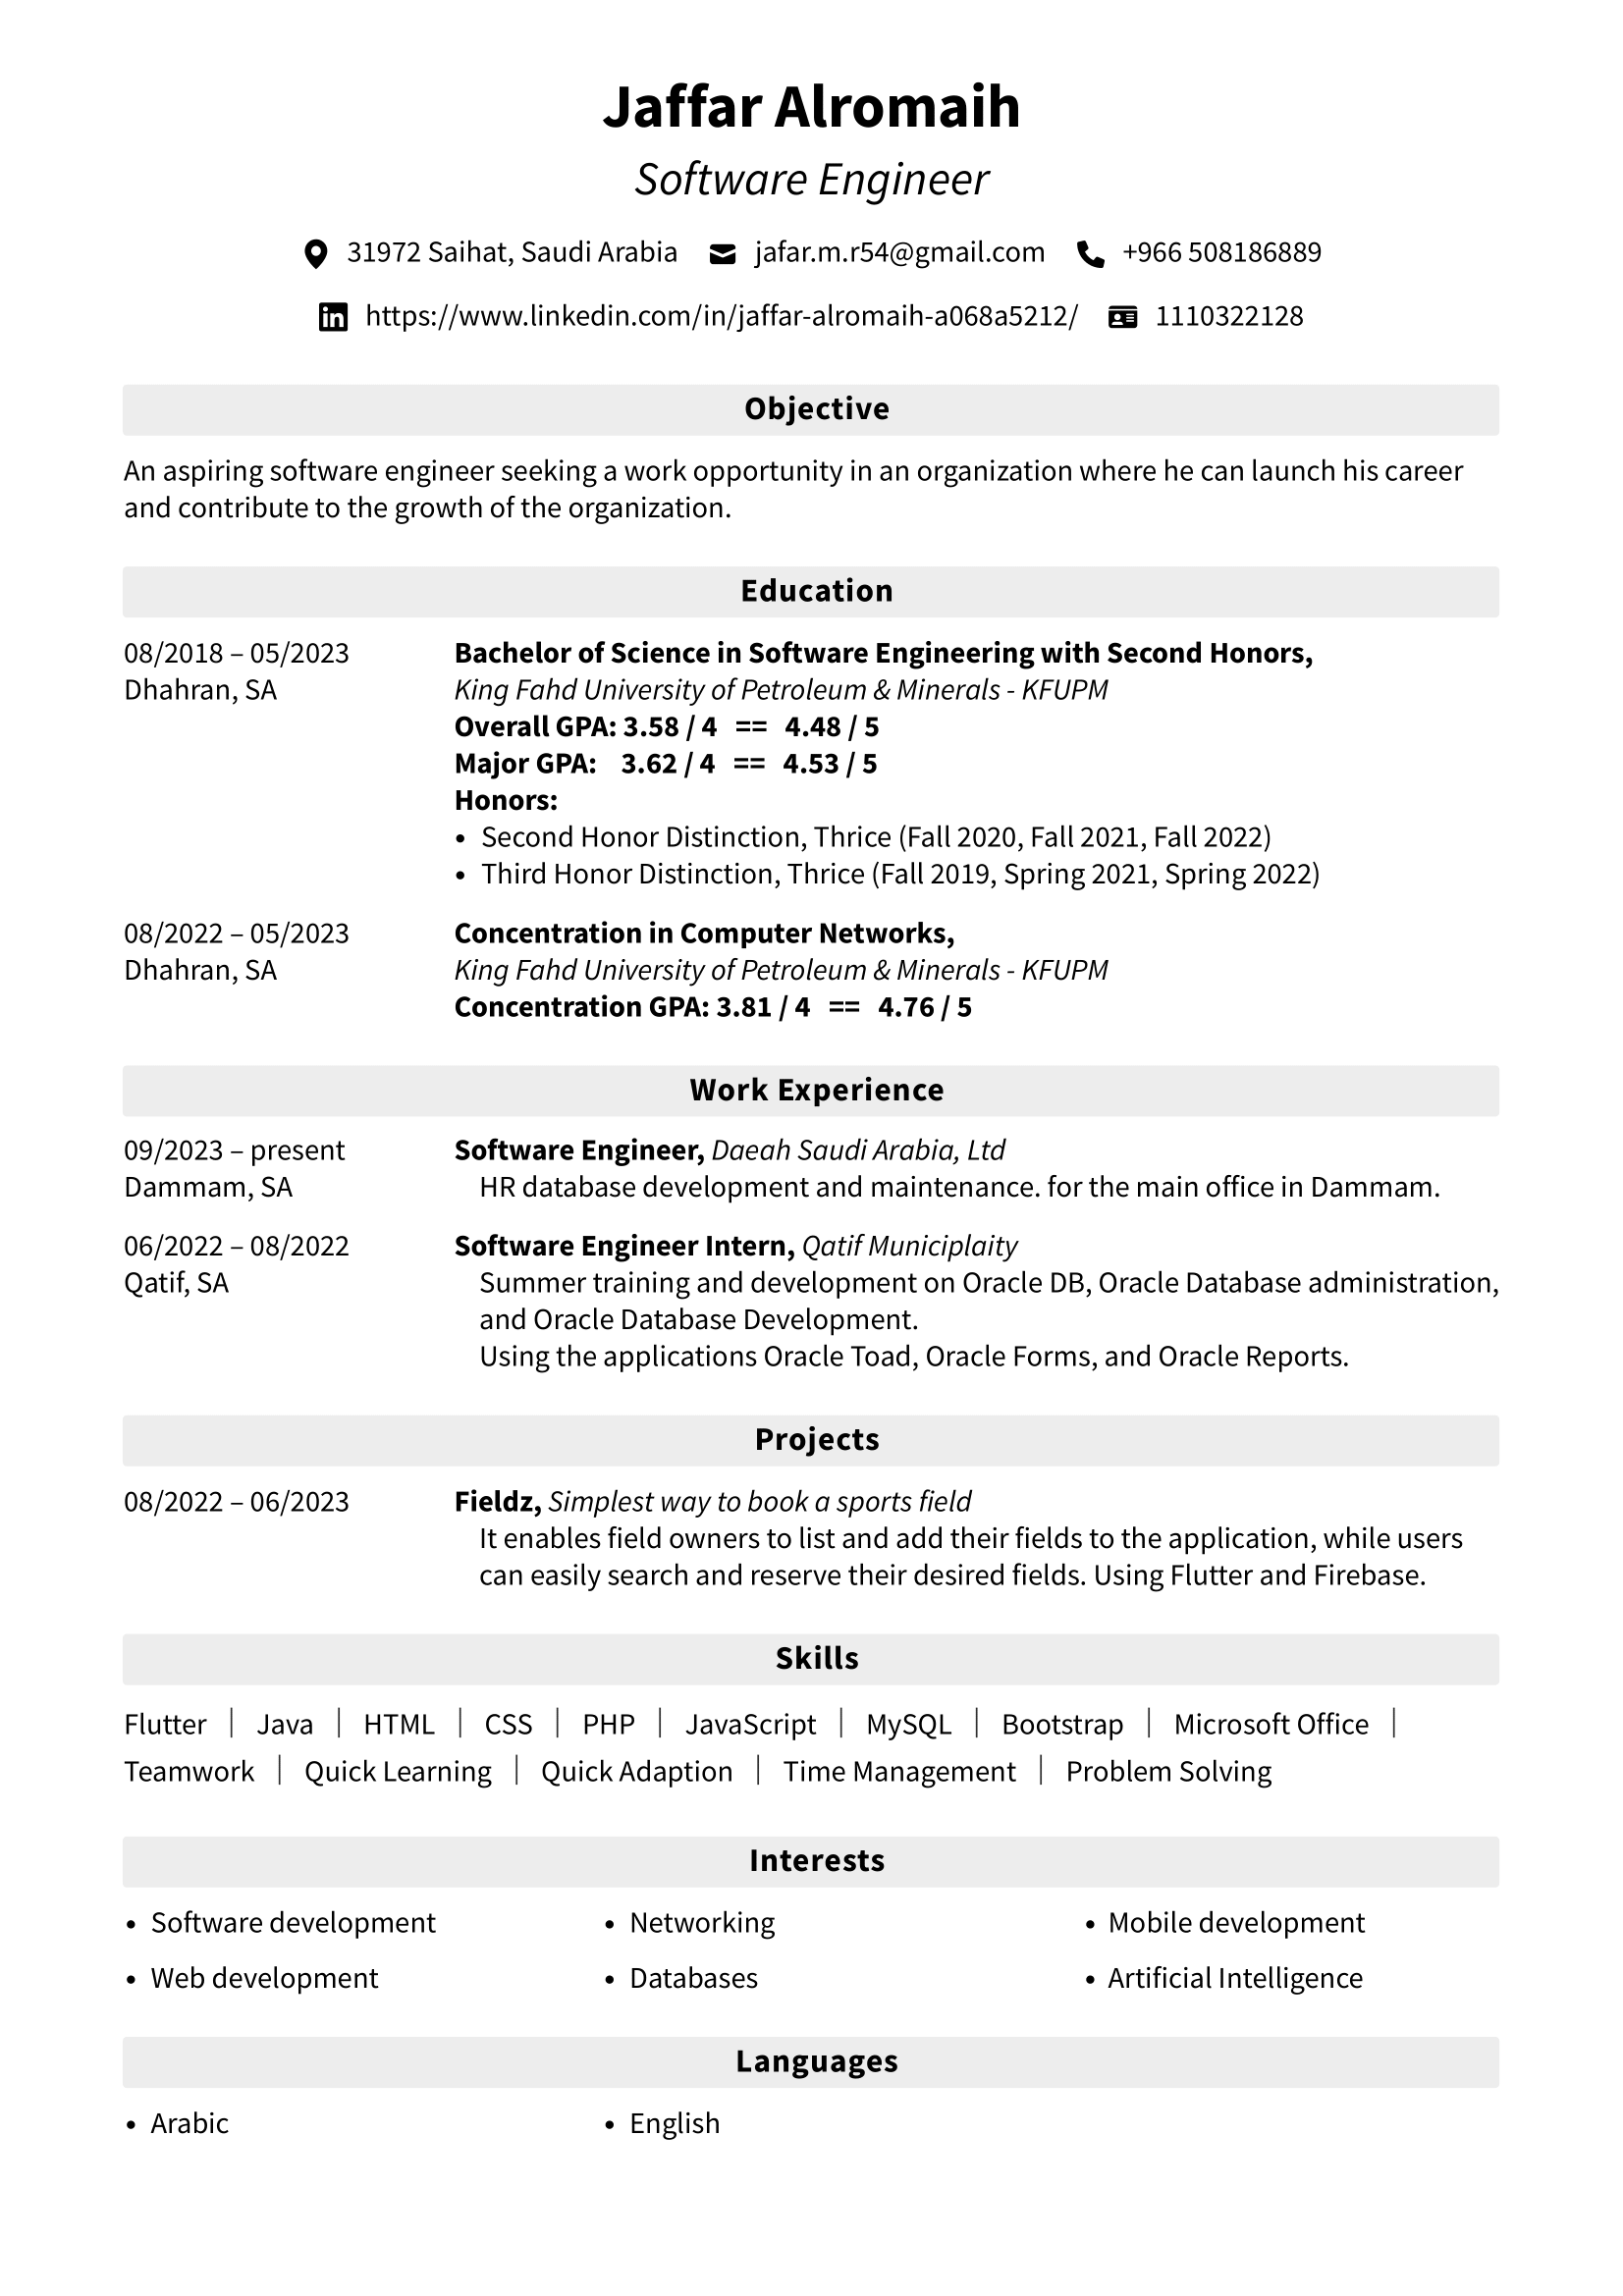 Jaffar Alromaih
Software Engineer
31972 Saihat, Saudi Arabia jafar.m.r54@gmail.com +966 508186889
https://www.linkedin.com/in/jaffar-alromaih-a068a5212/ 1110322128
Objective
An aspiring software engineer seeking a work opportunity in an organization where he can launch his career
and contribute to the growth of the organization.
Education
08/2018 – 05/2023 Bachelor of Science in Software Engineering with Second Honors,
Dhahran, SA King Fahd University of Petroleum & Minerals - KFUPM
Overall GPA: 3.58 / 4 == 4.48 / 5
Major GPA: 3.62 / 4 == 4.53 / 5
Honors:
• Second Honor Distinction, Thrice (Fall 2020, Fall 2021, Fall 2022)
• Third Honor Distinction, Thrice (Fall 2019, Spring 2021, Spring 2022)
08/2022 – 05/2023 Concentration in Computer Networks,
Dhahran, SA King Fahd University of Petroleum & Minerals - KFUPM
Concentration GPA: 3.81 / 4 == 4.76 / 5
Work Experience
09/2023 – present Software Engineer, Daeah Saudi Arabia, Ltd
Dammam, SA HR database development and maintenance. for the main office in Dammam.
06/2022 – 08/2022 Software Engineer Intern, Qatif Municiplaity
Qatif, SA Summer training and development on Oracle DB, Oracle Database administration,
and Oracle Database Development.
Using the applications Oracle Toad, Oracle Forms, and Oracle Reports.
Projects
08/2022 – 06/2023 Fieldz, Simplest way to book a sports field
It enables field owners to list and add their fields to the application, while users
can easily search and reserve their desired fields. Using Flutter and Firebase.
Skills
Flutter | Java | HTML | CSS | PHP | JavaScript | MySQL | Bootstrap | Microsoft Office |
Teamwork | Quick Learning | Quick Adaption | Time Management | Problem Solving
Interests
• Software development • Networking • Mobile development
• Web development • Databases • Artificial Intelligence
Languages
• Arabic • English